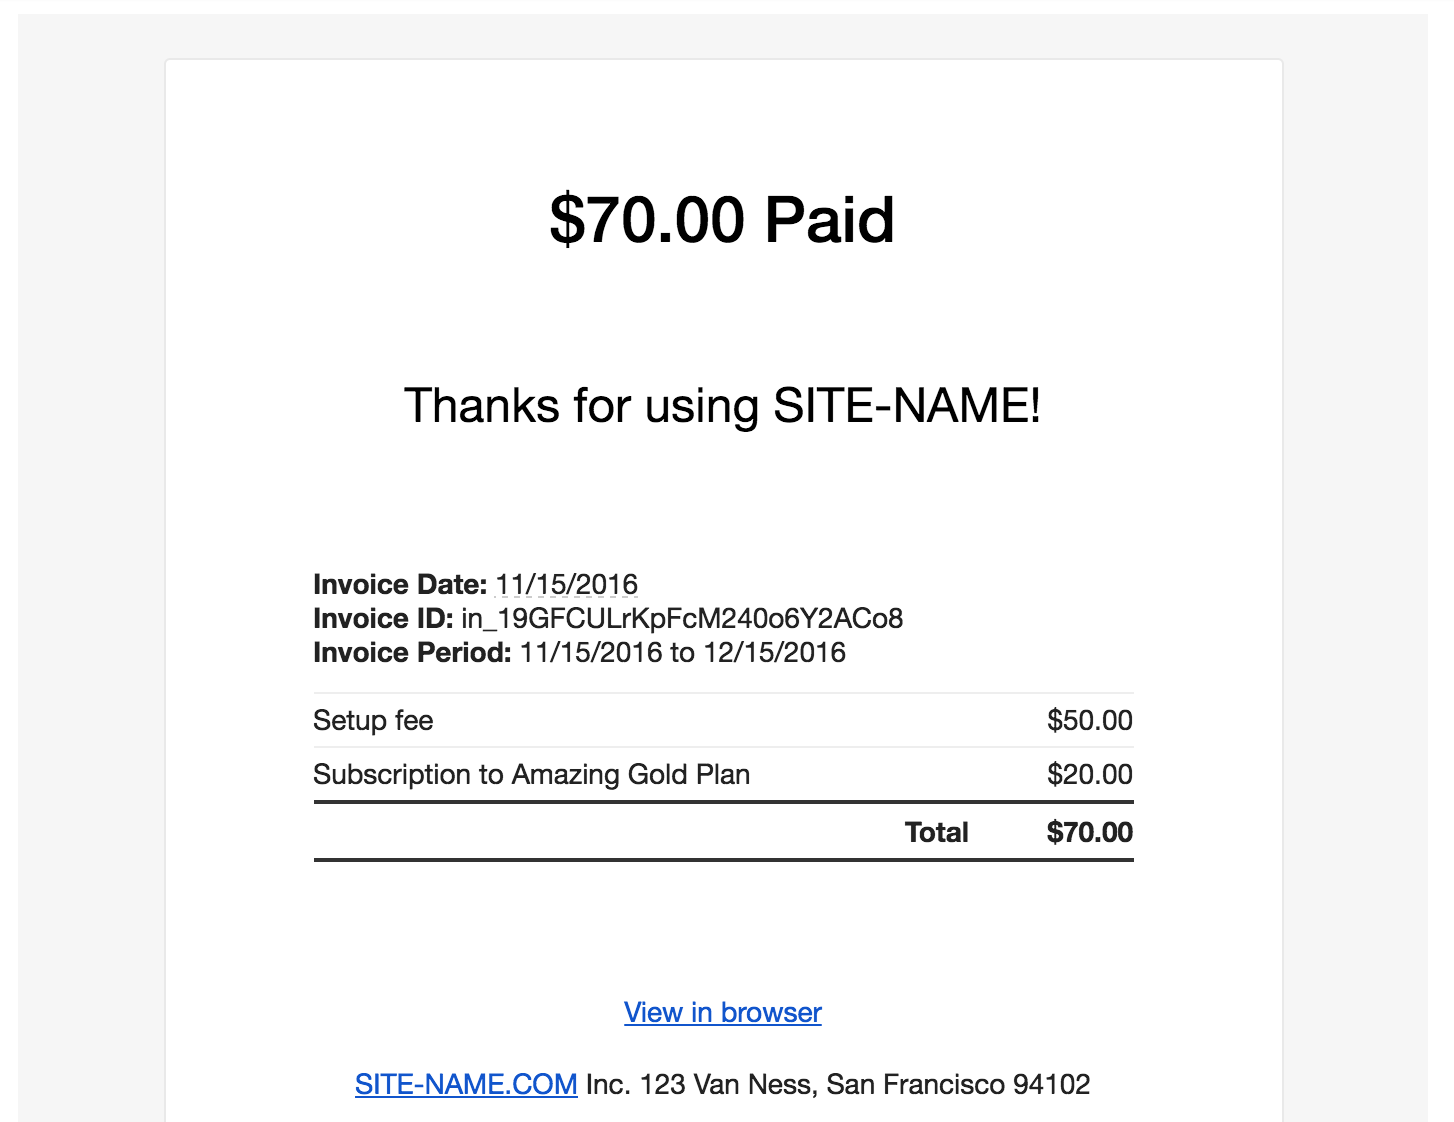 $70.00 Paid
Thanks for using SITE-NAME!
Invoice Date: 11/15/2016
Invoice ID: in_19GFCULrKpFcM240o6Y2ACo8
Invoice Period: 11/15/2016 to 12/15/2016
Setup fee $50.00
Subscription to Amazing Gold Plan $20.00
Total $70.00
View in browser
SITE-NAME.COM Inc. 123 Van Ness, San Francisco 94102